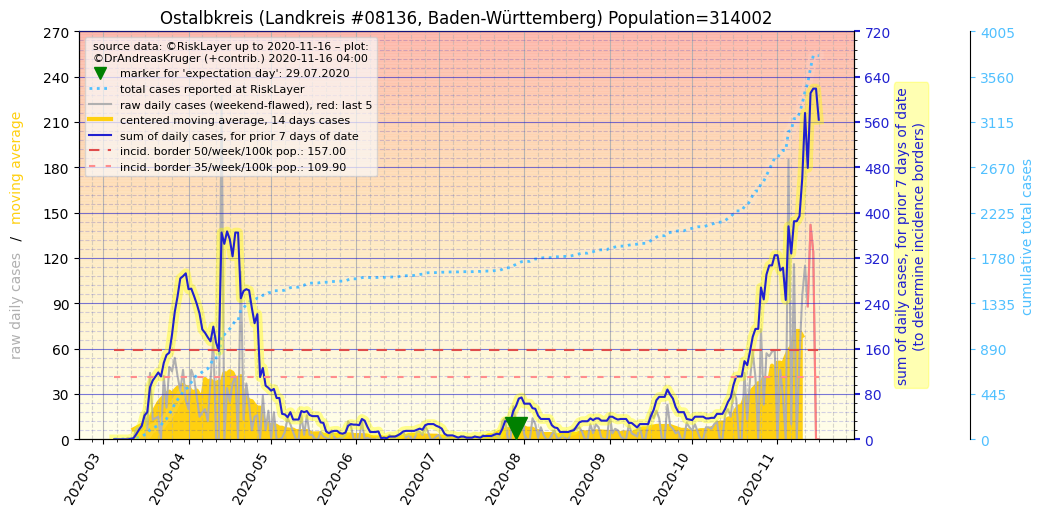 Ostalbkreis (Landkreis #08136, Baden-Württemberg) Population=314002
source data: ©RiskLayer up to 2020-11-16 – plot:
©DrAndreasKruger (+contrib.) 2020-11-16 04:00
marker for 'expectation day': 29.07.2020
total cases reported at RiskLayer
raw daily cases (weekend-flawed), red: last 5
centered moving average, 14 days cases
sum of daily cases, for prior 7 days of date
incid. border 50/week/100k pop.: 157.00
incid. border 35/week/100k pop.: 109.90
raw daily cases / moving average
270
240
210
180
150
120
90
60
30
0
2020-03
2020-04
2020-05
2020-06
2020-07
2020-08
2020-09
2020-10
2020-11
720
640
560
480
400
320
240
160
80
0
sum of daily cases, for prior 7 days of date
(to determine incidence borders)
4005
3560
3115
2670
2225
1780
1335
890
445
0
cumulative total cases